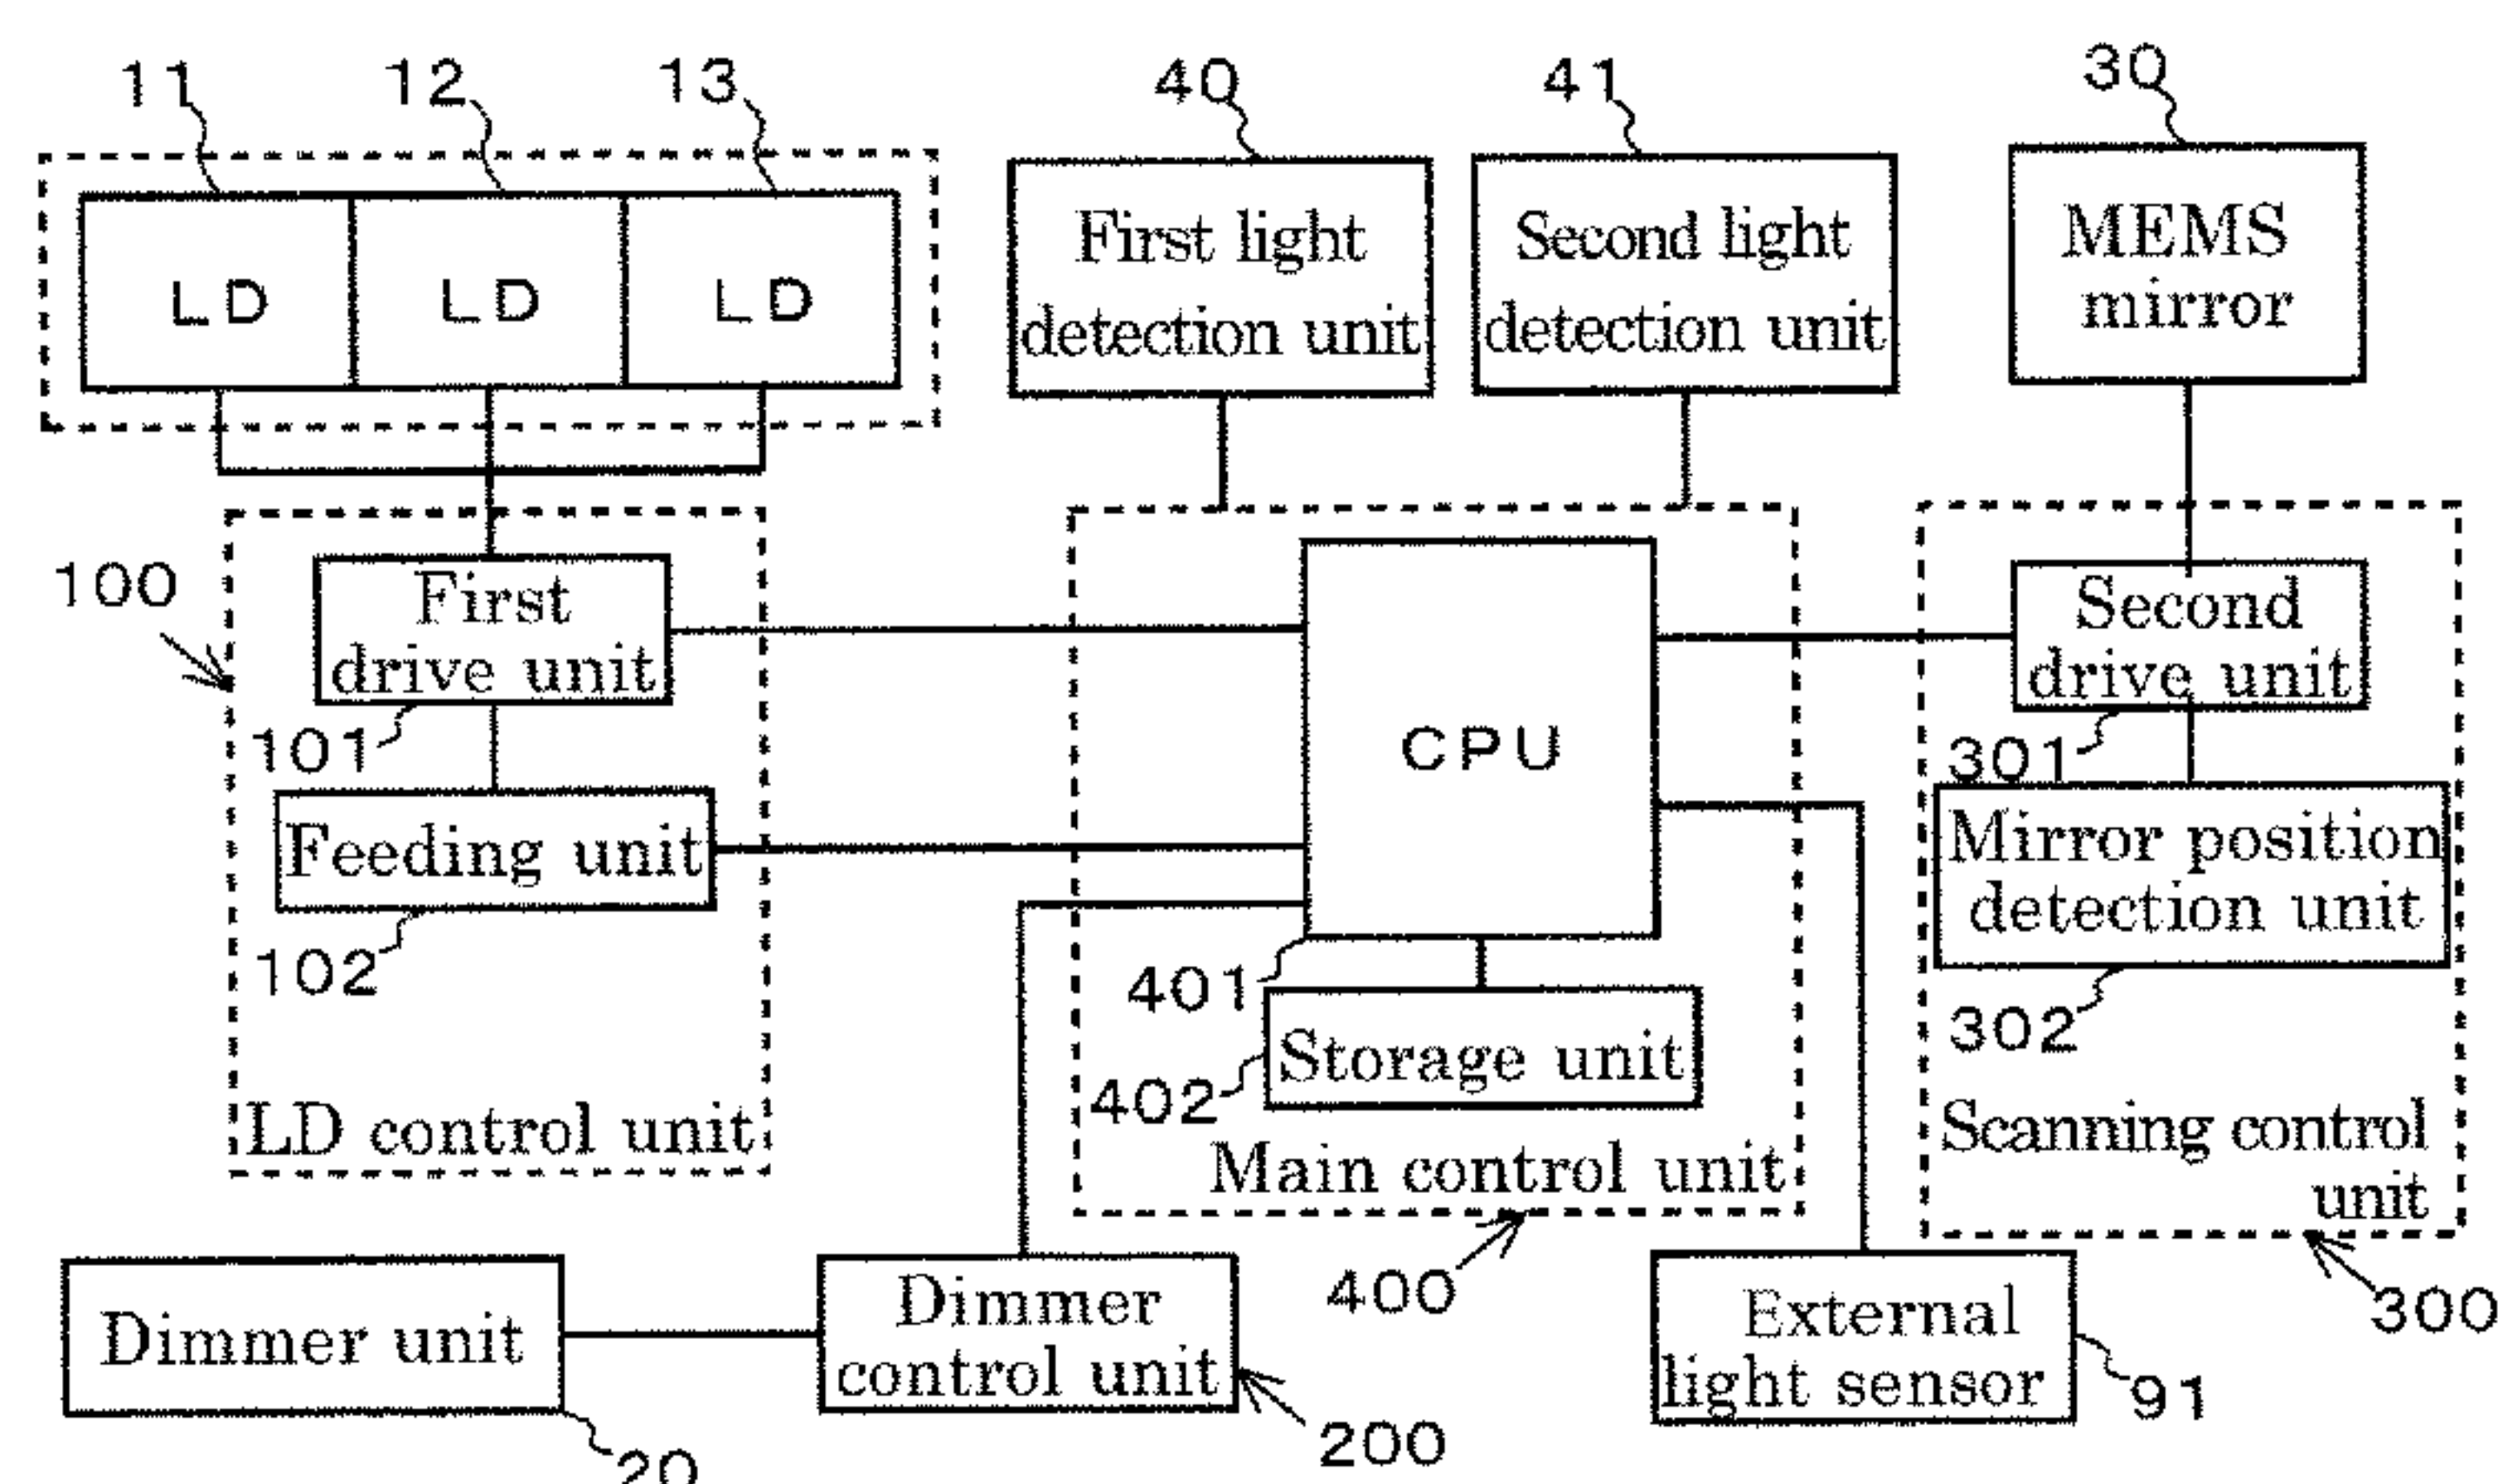 11
12
13
40
41
30
LD
LD
LD
First light
detection unit
Second light
detection unit
MEMS
mirror
100
First
drive unit
101
Feeding unit
102
LD control unit
CPU
401
Storage unit
402
Main control unit
400
Second
drive unit
301
Mirror position
detection unit
302
Scanning control
unit
300
Dimmer unit
20
Dimmer
control unit
200
External
light sensor
91